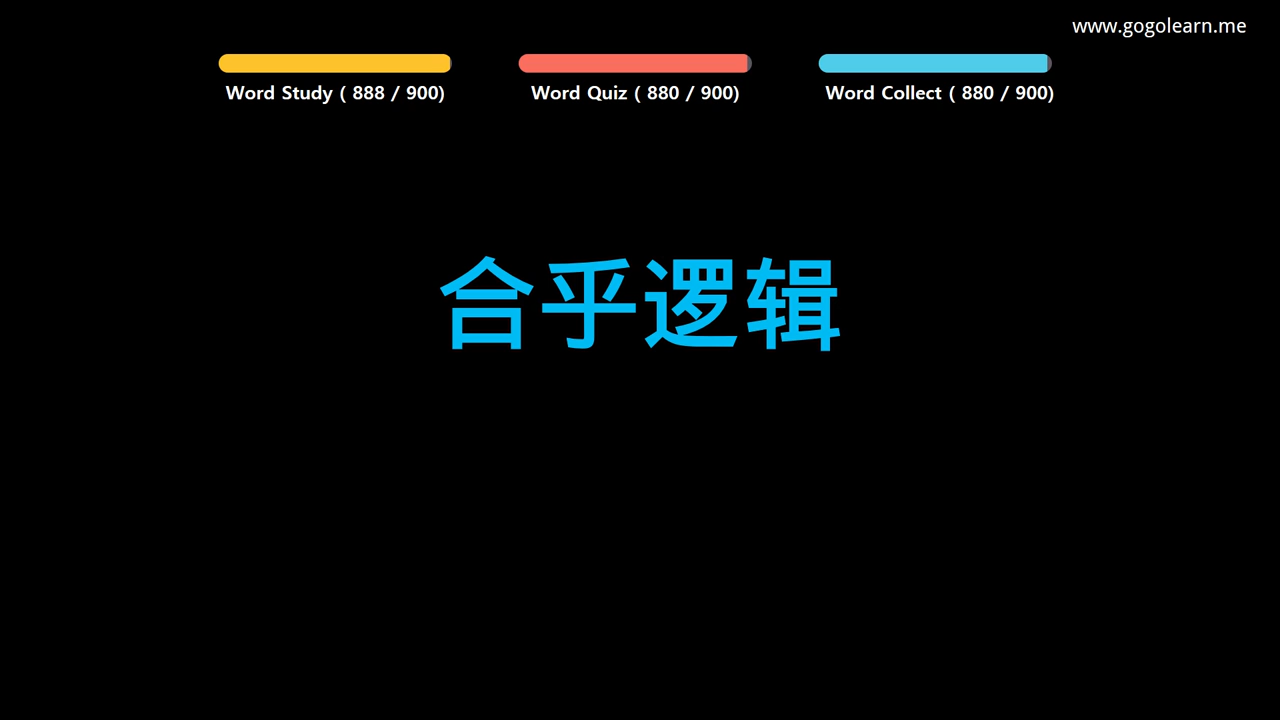 www.gogolearn.me
Word Study ( 888 / 900)
Word Quiz ( 880 / 900)
Word Collect ( 880 / 900)
合乎逻辑